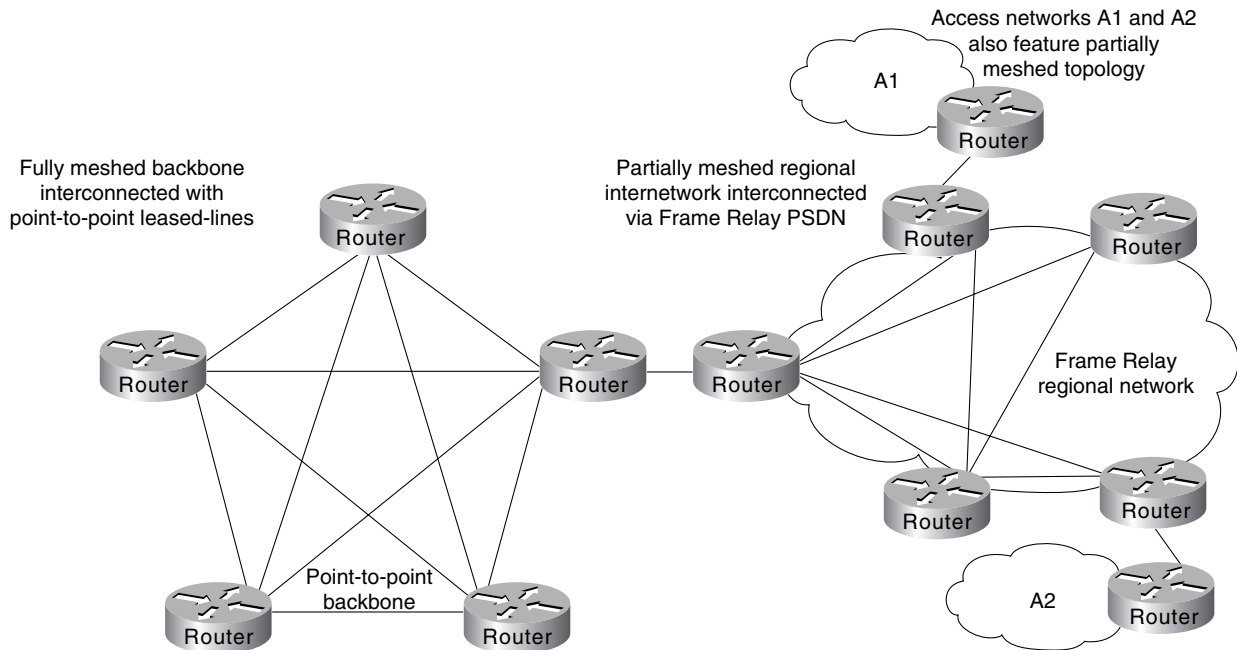 Access networks A1 and A2
also feature partially
meshed topology
A1
Router
Fully meshed backbone
interconnected with
point-to-point leased-lines
Partially meshed regional
internetwork interconnected
via Frame Relay PSDN
Router
Router
Router
Router
Router
Router
Frame Relay
regional network
Router
Router
Point-to-point
backbone
Router
Router
A2
Router